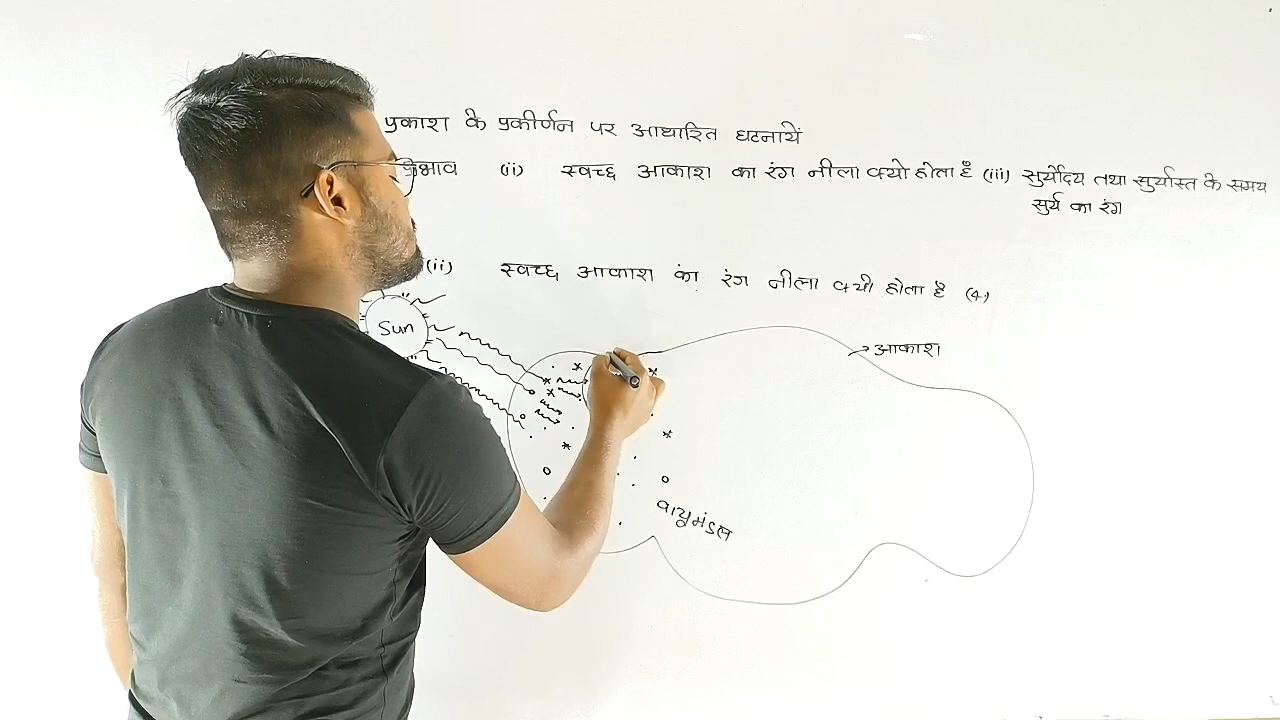 प्रकाश के प्रकीर्णन पर आधारित घटनायें
प्रभाव (ii) स्वच्छ आकाश का रंग नीला क्यो होता है (iii) सुर्योदय तथा सुर्यास्त के समय
सुर्य का रंग
(ii) स्वच्छ आकाश कां रंग नीला क्यो होता है (4)
Sun
आकाश
वायुमंडल